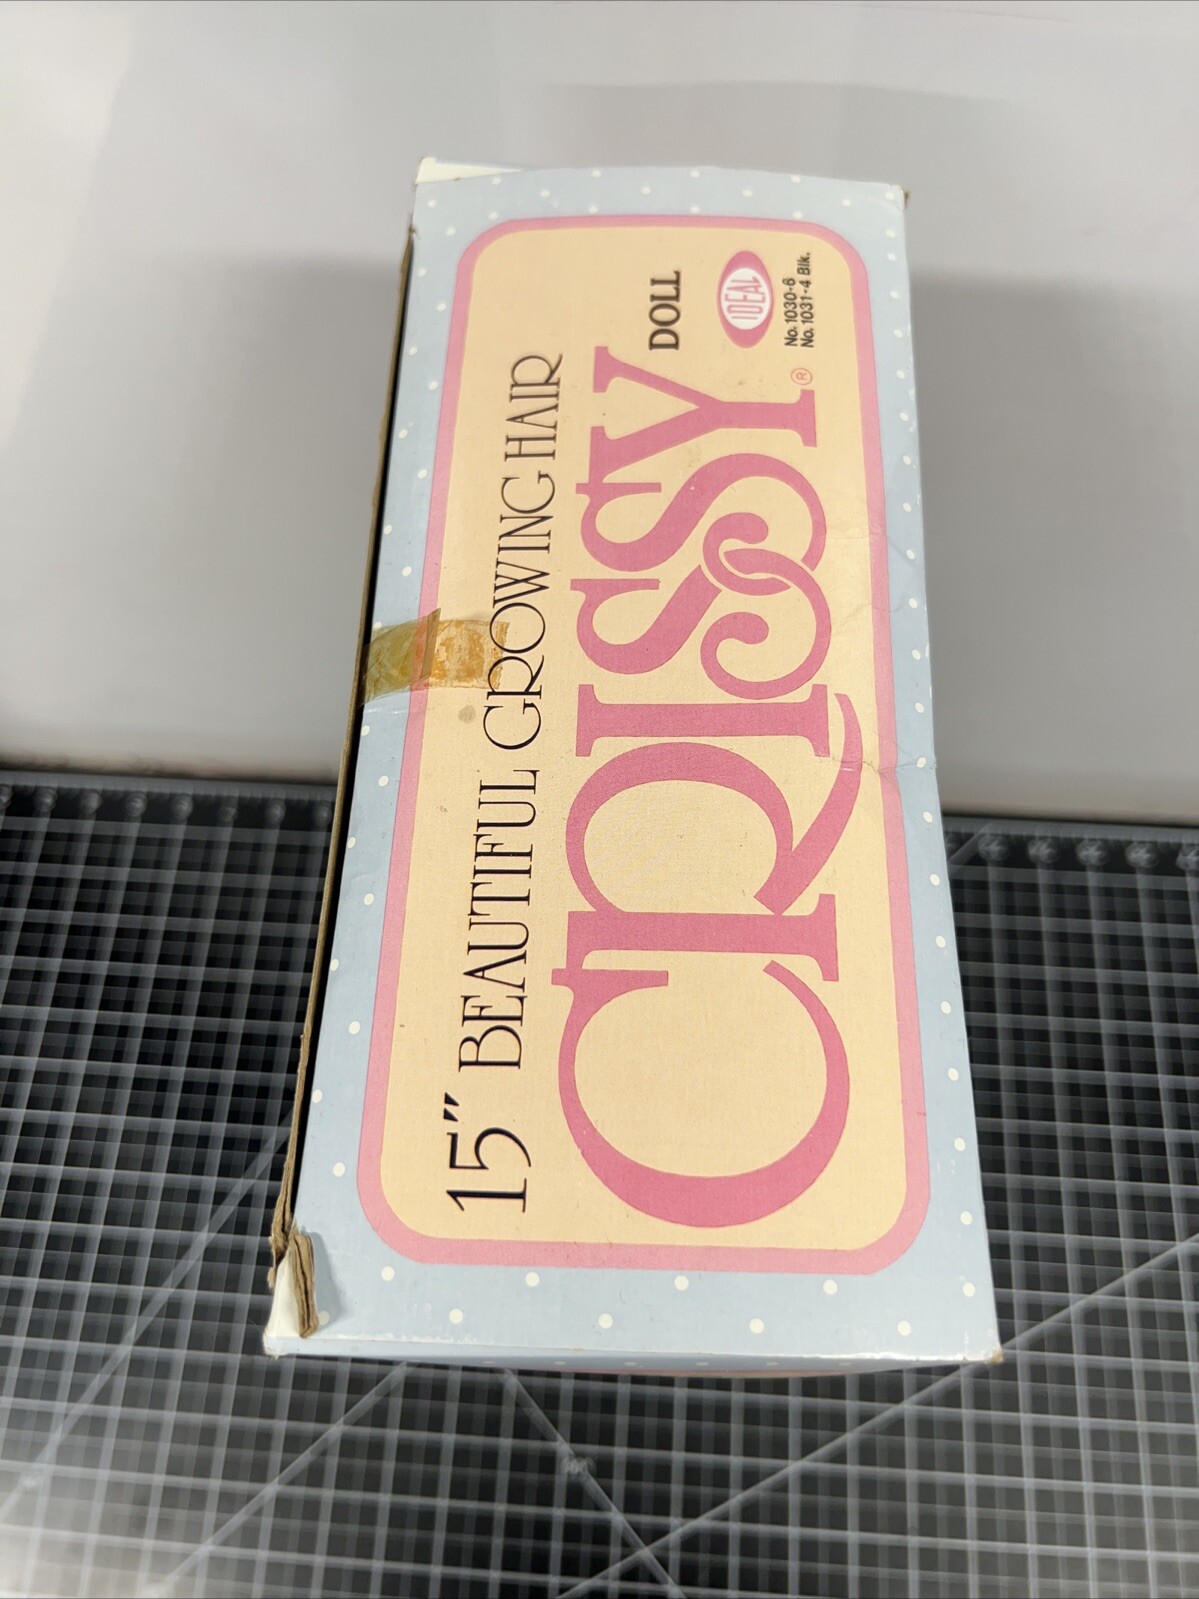 15" BEAUTIFUL GROWING HAIR
CRISSY® DOLL
IDEAL
No. 1030-6
No. 1031-4 Blk.